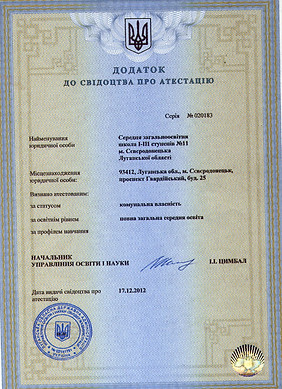 ДОДАТОК
ДО СВІДОЦТВА ПРО АТЕСТАЦІЮ
Серія № 020183
Найменування юридичної особи
Середня загальноосвітня
школа І-ІІІ ступенів №11
м. Сєвєродонецька
Луганської області
Місцезнаходження юридичної особи:
93412, Луганська обл., м. Сєвєродонецьк,
проспект Гвардійський, буд. 25
Визнано атестованим:
за статусом комунальна власність
за освітнім рівнем повна загальна середня освіта
за профілем навчання
НАЧАЛЬНИК
УПРАВЛІННЯ ОСВІТИ І НАУКИ І.І. ЦИМБАЛ
Дата видачі свідоцтва про атестацію 17.12.2012